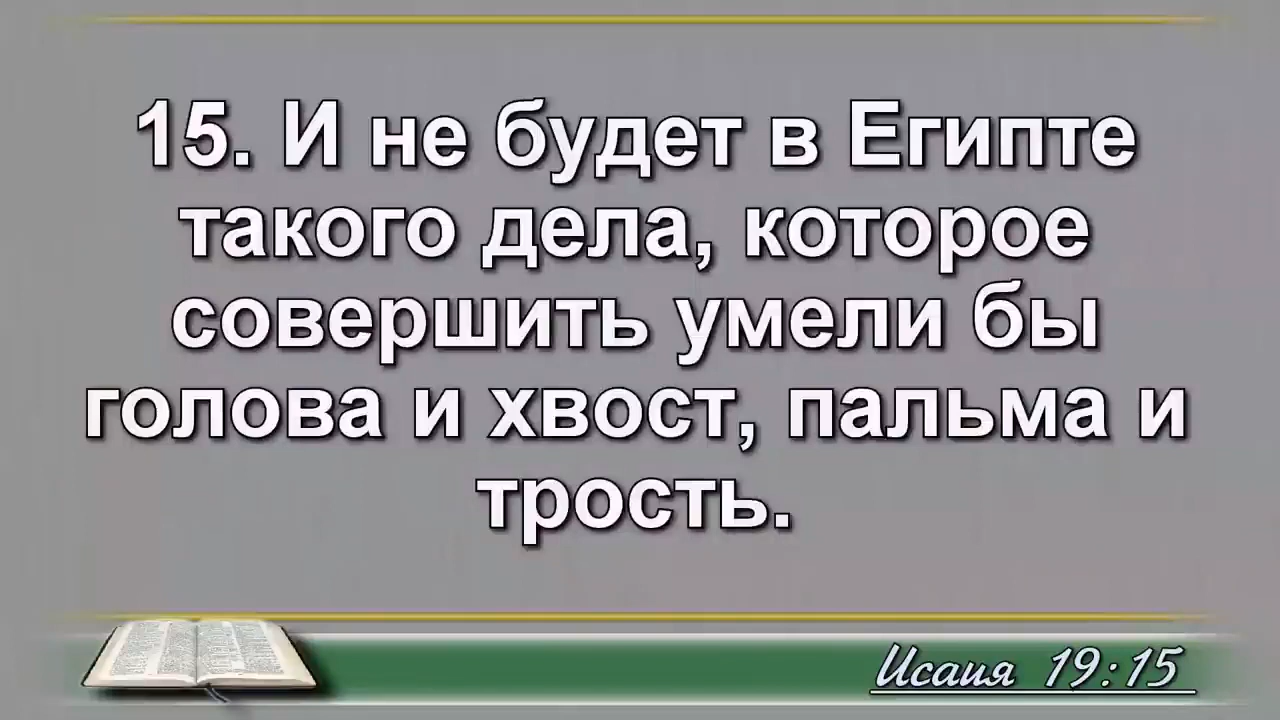 15. И не будет в Египте
такого дела, которое
совершить умели бы
голова и хвост, пальма и
трость.
Исаия 19:15